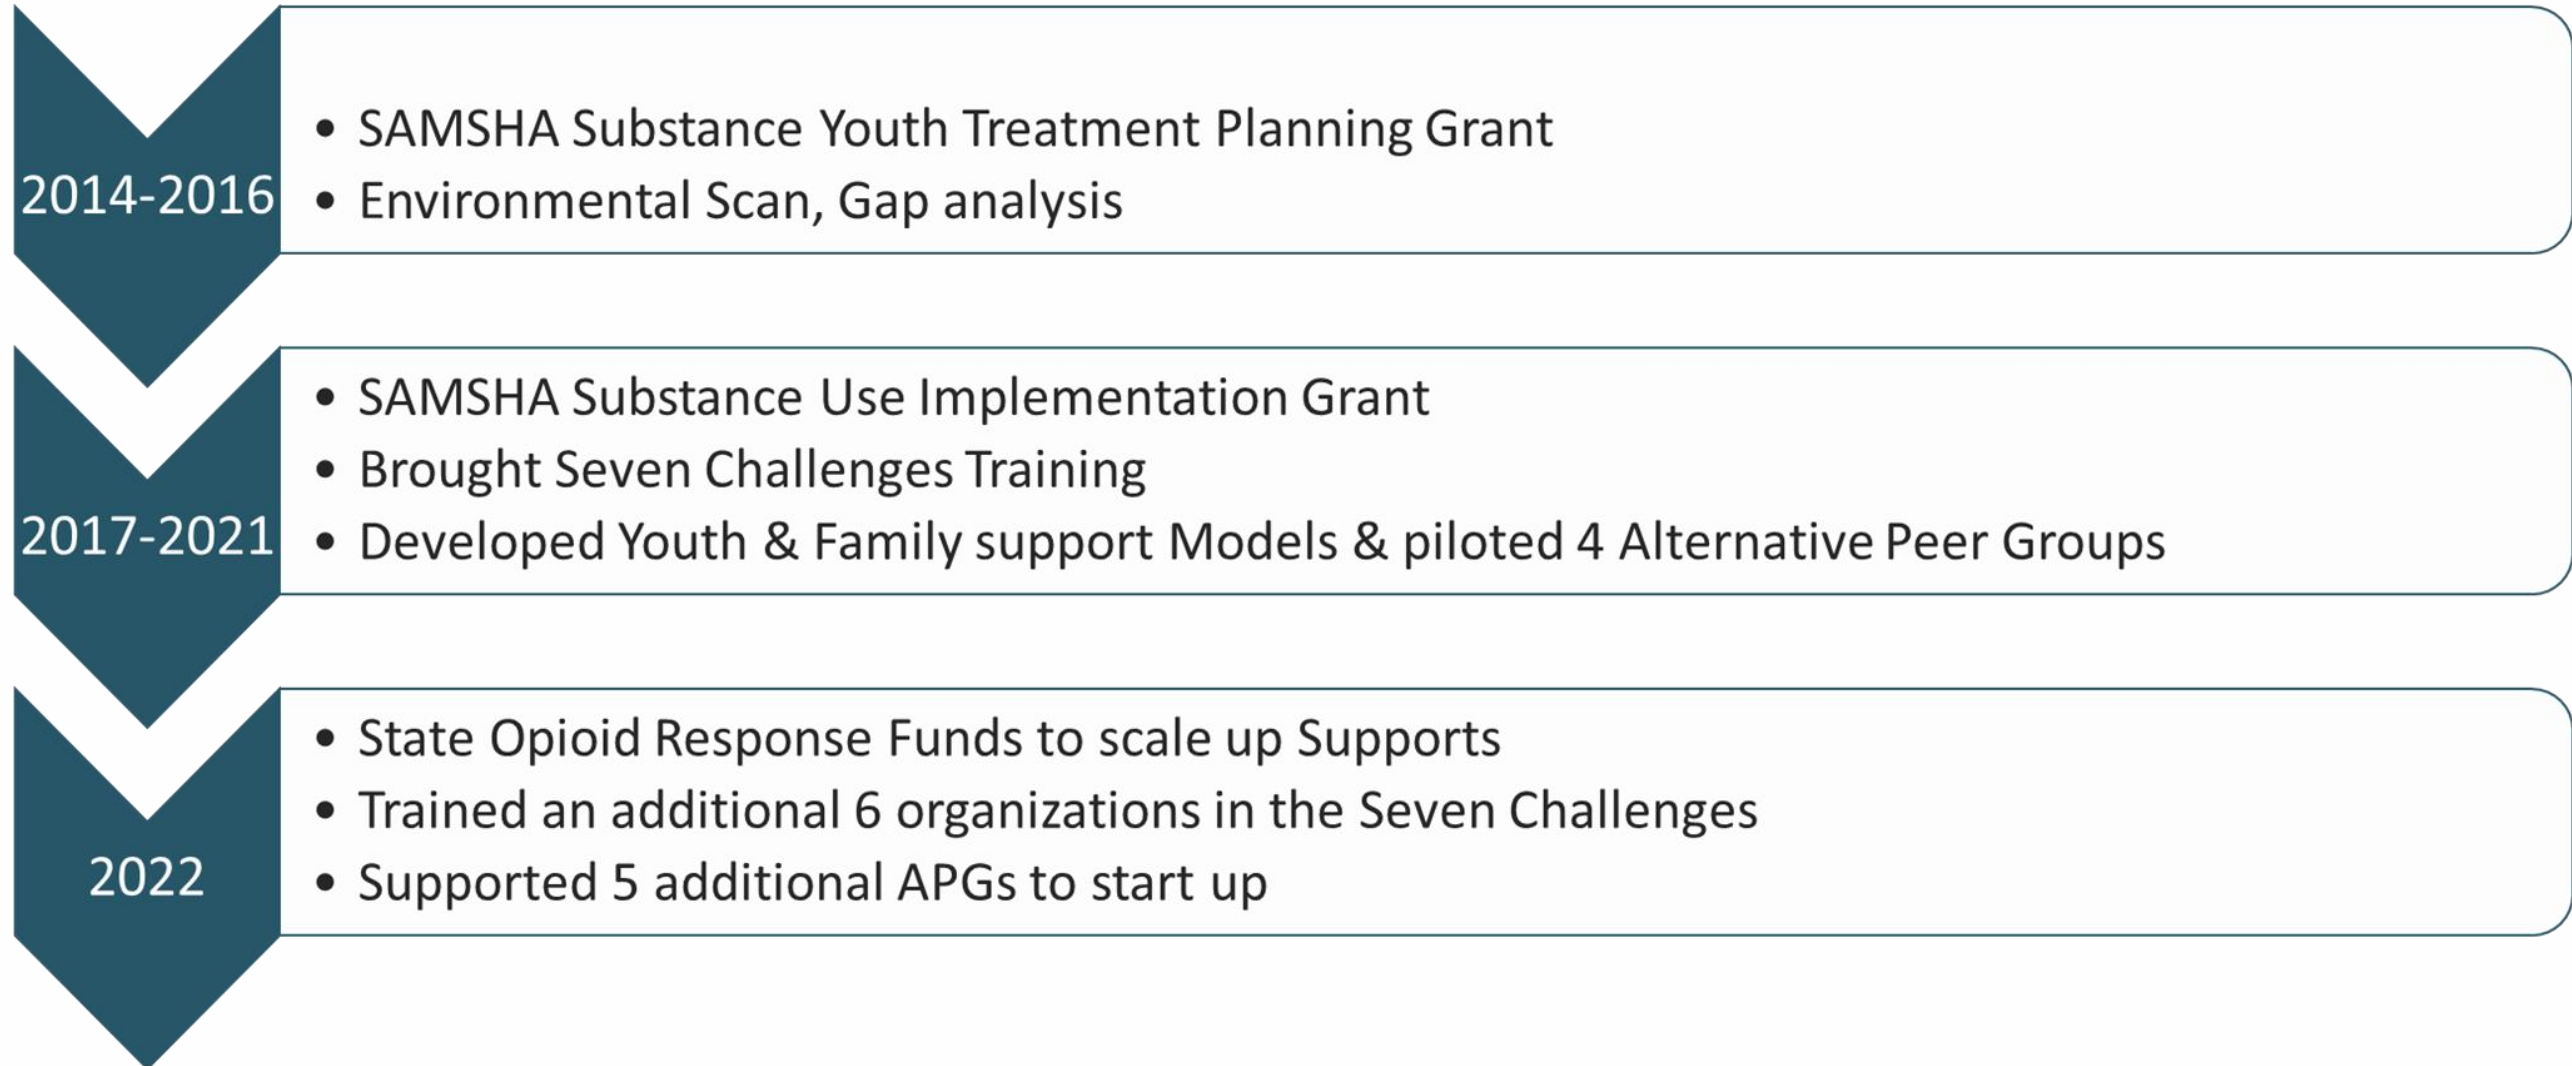 2014-2016
• SAMSHA Substance Youth Treatment Planning Grant
• Environmental Scan, Gap analysis
2017-2021
• SAMSHA Substance Use Implementation Grant
• Brought Seven Challenges Training
• Developed Youth & Family support Models & piloted 4 Alternative Peer Groups
2022
• State Opioid Response Funds to scale up Supports
• Trained an additional 6 organizations in the Seven Challenges
• Supported 5 additional APGs to start up